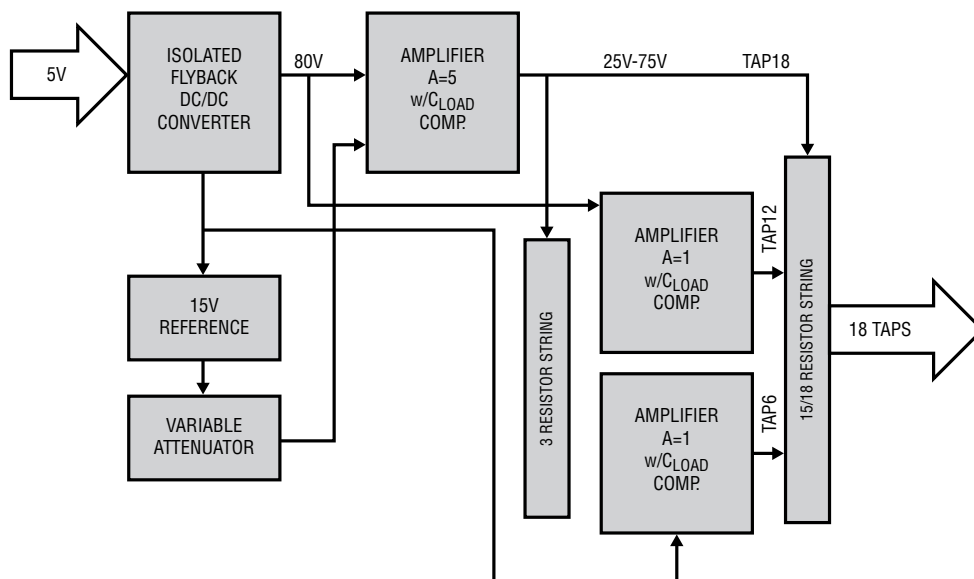 5V
ISOLATED
FLYBACK
DC/DC
CONVERTER
80V
AMPLIFIER
A=5
w/CLOAD
COMP.
25V-75V
TAP18
15V
REFERENCE
VARIABLE
ATTENUATOR
3 RESISTOR STRING
AMPLIFIER
A=1
w/CLOAD
COMP.
TAP12
AMPLIFIER
A=1
w/CLOAD
COMP.
TAP6
15/18 RESISTOR STRING
18 TAPS